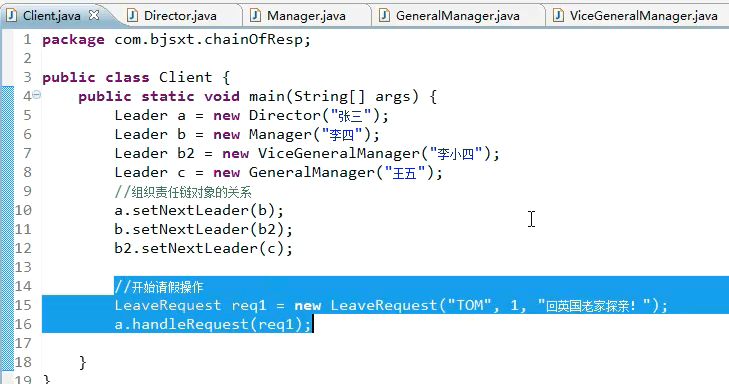 Client.java Director.java Manager.java GeneralManager.java ViceGeneralManager.java
1 package com.bjsxt.chainOfResp;
2
3 public class Client {
4 public static void main(String[] args) {
5 Leader a = new Director("张三");
6 Leader b = new Manager("李四");
7 Leader b2 = new ViceGeneralManager("李小四");
8 Leader c = new GeneralManager("王五");
9 //组织责任链对象的关系
10 a.setNextLeader(b);
11 b.setNextLeader(b2);
12 b2.setNextLeader(c);
13
14 //开始请假操作
15 LeaveRequest req1 = new LeaveRequest("TOM", 1, "回英国老家探亲！");
16 a.handleRequest(req1);
17
18 }
19 }